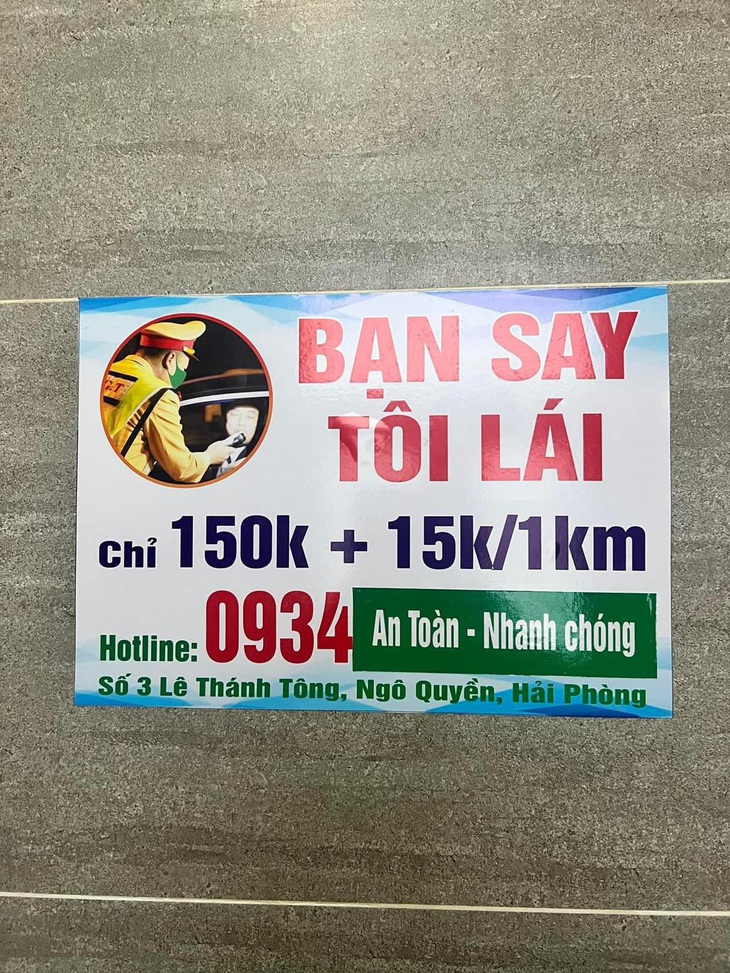 BẠN SAY
TÔI LÁI
Chỉ 150k + 15k/1km
Hotline: 0934
An Toàn - Nhanh chóng
Số 3 Lê Thánh Tông, Ngô Quyền, Hải Phòng